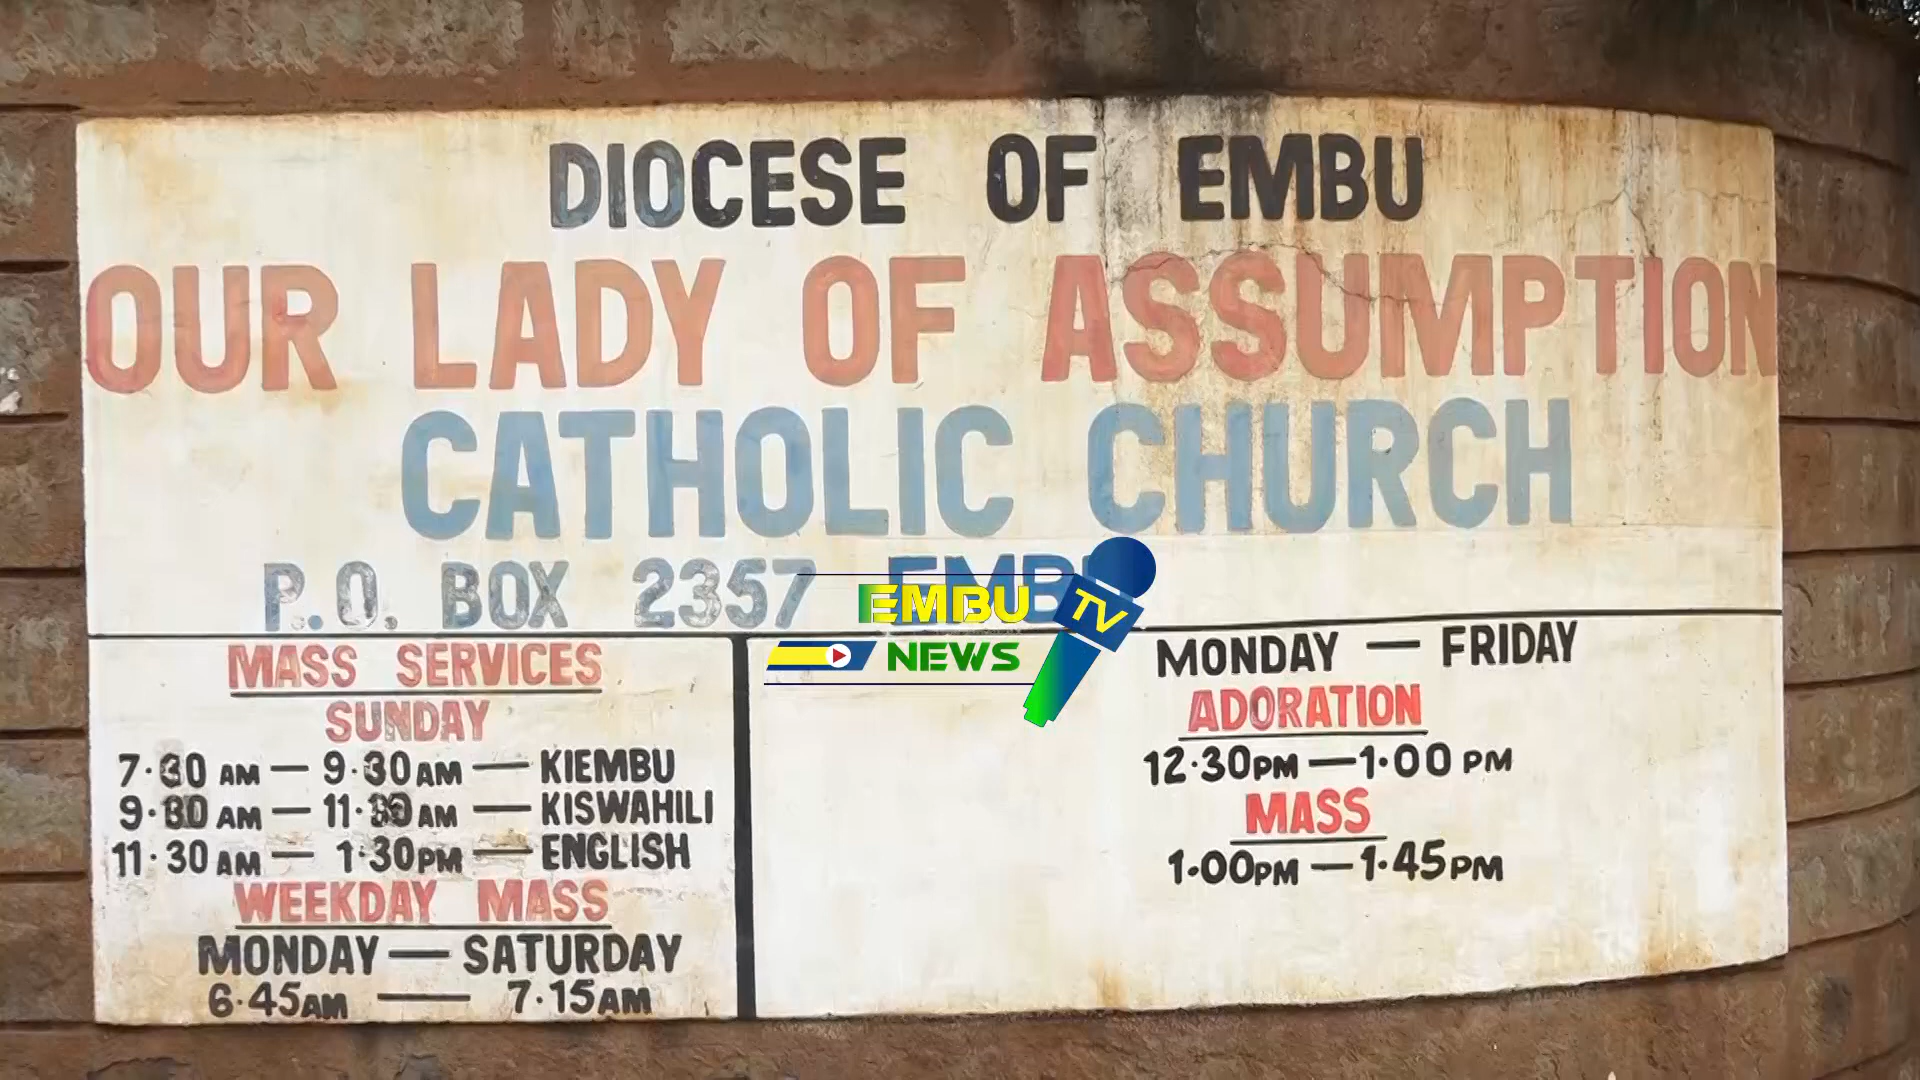 DIOCESE OF EMBU
OUR LADY OF ASSUMPTION
CATHOLIC CHURCH
P.O. BOX 2357 EMBU
EMBU TV
NEWS
MASS SERVICES
SUNDAY
7·30 AM — 9·30 AM — KIEMBU
9·30 AM — 11·30 AM — KISWAHILI
11·30 AM — 1·30 PM — ENGLISH
WEEKDAY MASS
MONDAY — SATURDAY
6·45 AM — 7·15 AM
MONDAY — FRIDAY
ADORATION
12·30 PM — 1·00 PM
MASS
1·00 PM — 1·45 PM